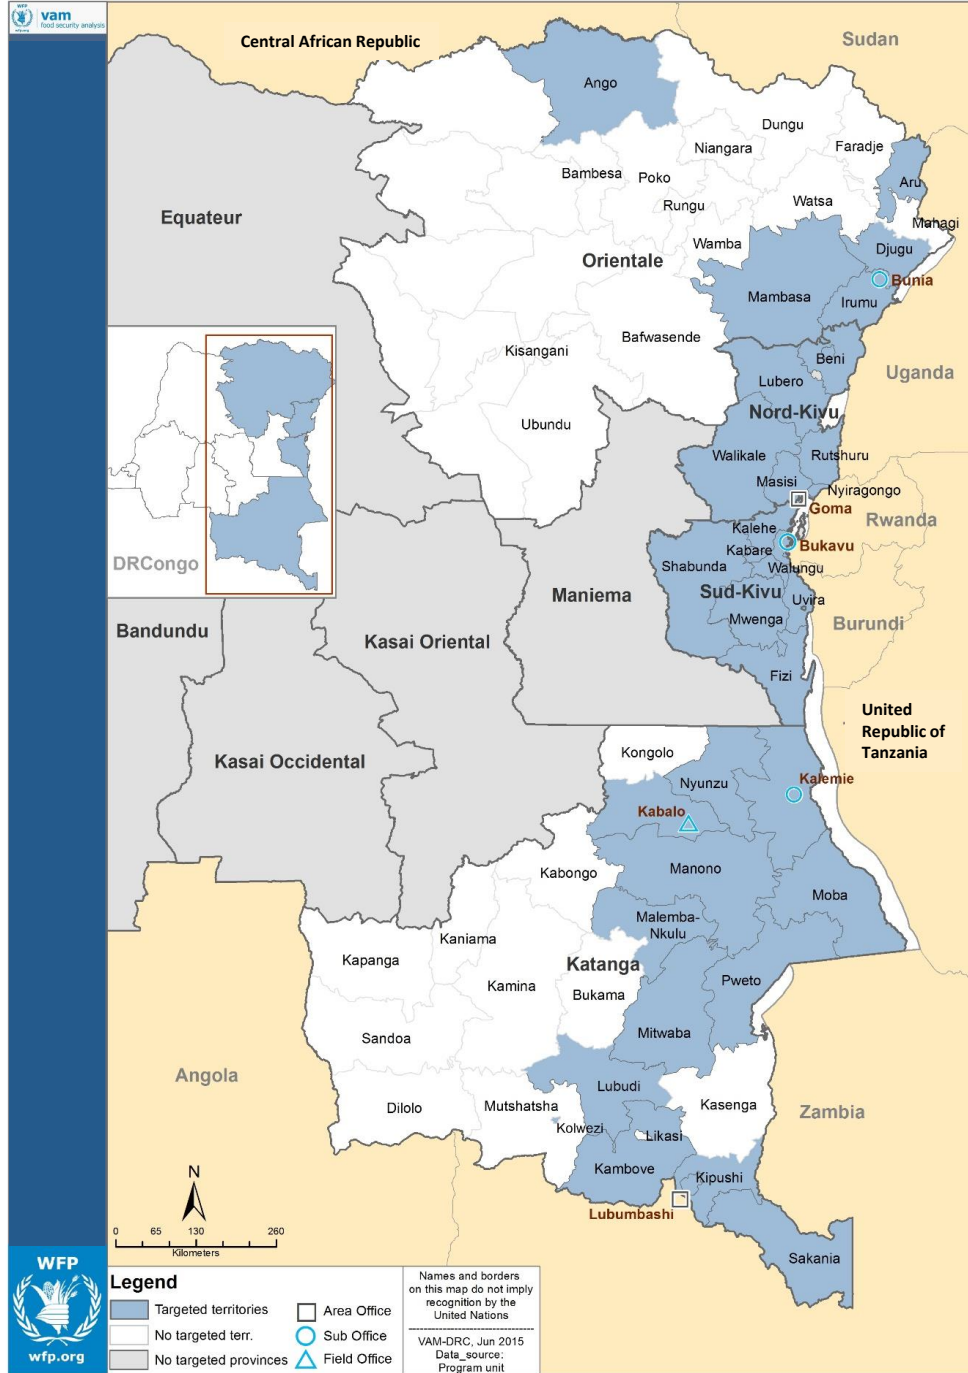 WFP
wfp.org
vam
food security analysis
Central African Republic
Sudan
Ango
Dungu
Niangara
Faradje
Bambesa
Poko
Aru
Rungu
Watsa
Equateur
Mahagi
Wamba
Djugu
Orientale
Bunia
Mambasa
Irumu
Bafwasende
Kisangani
Beni
Uganda
Lubero
Nord-Kivu
Ubundu
Walikale
Rutshuru
Masisi
Nyiragongo
Goma
Rwanda
Kalehe
Bukavu
Kabare
DRCongo
Shabunda
Walungu
Sud-Kivu
Maniema
Uvira
Mwenga
Burundi
Bandundu
Kasai Oriental
Fizi
United
Republic of
Tanzania
Kongolo
Kasai Occidental
Nyunzu
Kalemie
Kabalo
Manono
Kabongo
Moba
Malemba-
Nkulu
Kaniama
Kapanga
Katanga
Pweto
Kamina
Bukama
Mitwaba
Sandoa
Angola
Lubudi
Kasenga
Dilolo
Mutshatsha
Zambia
Kolwezi
Likasi
Kambove
Kipushi
N
Lubumbashi
0 65 130 260
Kilometers
Sakania
WFP
wfp.org
Legend
Targeted territories
No targeted terr.
No targeted provinces
Area Office
Sub Office
Field Office
Names and borders
on this map do not imply
recognition by the
United Nations
VAM-DRC, Jun 2015
Data_source:
Program unit